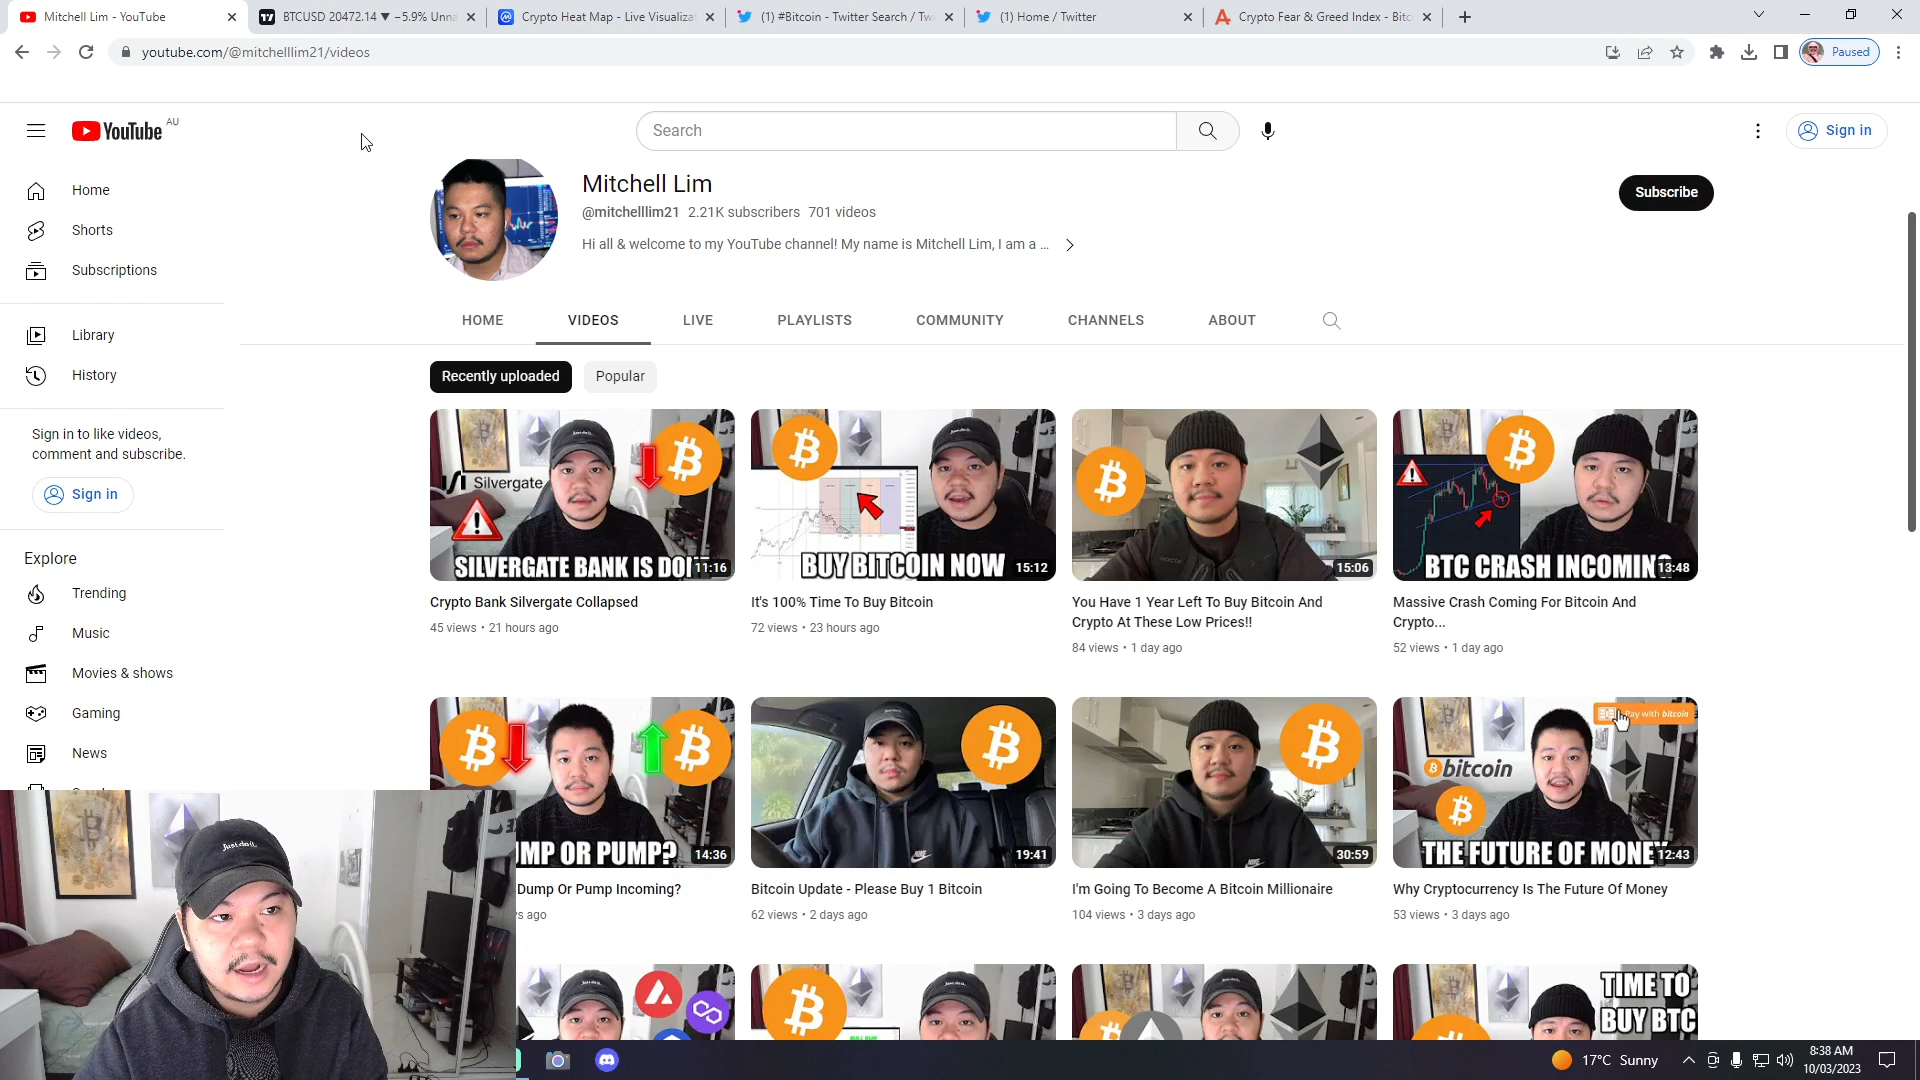 Mitchell Lim - YouTube
BTCUSD 20472.14 ▼ −5.9% Unna
Crypto Heat Map - Live Visualizat
(1) #Bitcoin - Twitter Search / Twi
(1) Home / Twitter
Crypto Fear & Greed Index - Bitc
youtube.com/@mitchelllim21/videos
Paused
YouTube AU
Search
Sign in
Home
Shorts
Subscriptions
Library
History
Sign in to like videos,
comment and subscribe.
Sign in
Explore
Trending
Music
Movies & shows
Gaming
News
Mitchell Lim
@mitchelllim21 2.21K subscribers 701 videos
Hi all & welcome to my YouTube channel! My name is Mitchell Lim, I am a ...
Subscribe
HOME
VIDEOS
LIVE
PLAYLISTS
COMMUNITY
CHANNELS
ABOUT
Recently uploaded
Popular
Silvergate
SILVERGATE BANK IS DO
11:16
BUY BITCOIN NOW
15:12
15:06
BTC CRASH INCOMING
13:48
Crypto Bank Silvergate Collapsed
45 views • 21 hours ago
It's 100% Time To Buy Bitcoin
72 views • 23 hours ago
You Have 1 Year Left To Buy Bitcoin And
Crypto At These Low Prices!!
84 views • 1 day ago
Massive Crash Coming For Bitcoin And
Crypto...
52 views • 1 day ago
MP OR PUMP?
14:36
19:41
30:59
Pay with bitcoin
bitcoin
THE FUTURE OF MONEY
12:43
Dump Or Pump Incoming?
s ago
Bitcoin Update - Please Buy 1 Bitcoin
62 views • 2 days ago
I'm Going To Become A Bitcoin Millionaire
104 views • 3 days ago
Why Cryptocurrency Is The Future Of Money
53 views • 3 days ago
TIME TO
BUY BTC
Just do it.
17°C Sunny
8:38 AM
10/03/2023